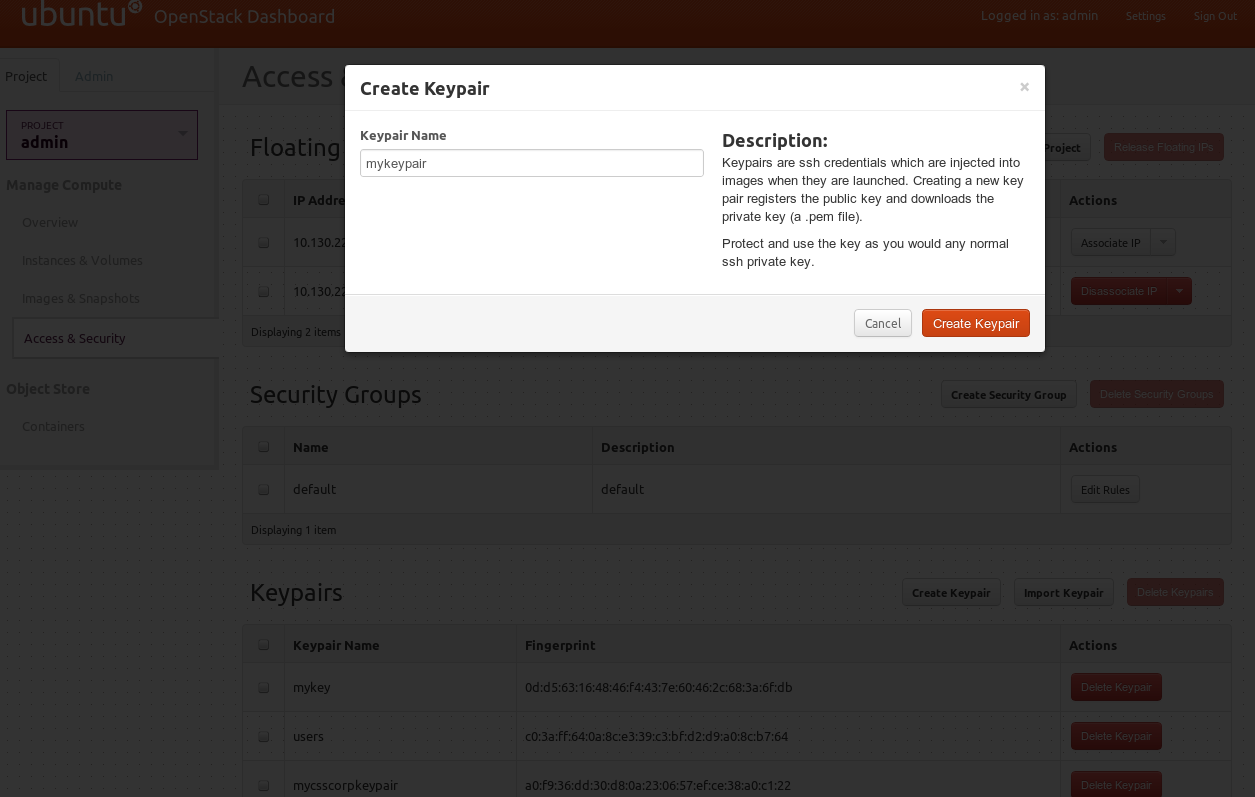 ubuntu OpenStack Dashboard
Logged in as: admin Settings Sign Out
Project Admin
PROJECT
admin
Manage Compute
Overview
Instances & Volumes
Images & Snapshots
Access & Security
Object Store
Containers
Access
Create Keypair ×
Keypair Name
mykeypair
Description:
Keypairs are ssh credentials which are injected into
images when they are launched. Creating a new key
pair registers the public key and downloads the
private key (a .pem file).
Protect and use the key as you would any normal
ssh private key.
Cancel Create Keypair
Floating Project Release Floating IPs
IP Addre Actions
10.130.22 Associate IP
10.130.22 Disassociate IP
Displaying 2 items
Security Groups Create Security Group Delete Security Groups
Name Description Actions
default default Edit Rules
Displaying 1 item
Keypairs Create Keypair Import Keypair Delete Keypairs
Keypair Name Fingerprint Actions
mykey 0d:d5:63:16:48:46:f4:43:7e:60:46:2c:68:3a:6f:db Delete Keypair
users c0:3a:ff:64:0a:8c:e3:39:c3:bf:d2:d9:a0:8c:b7:64 Delete Keypair
mycsscorpkeypair a0:f9:36:dd:30:d8:0a:23:06:57:ef:ce:38:a0:c1:22 Delete Keypair